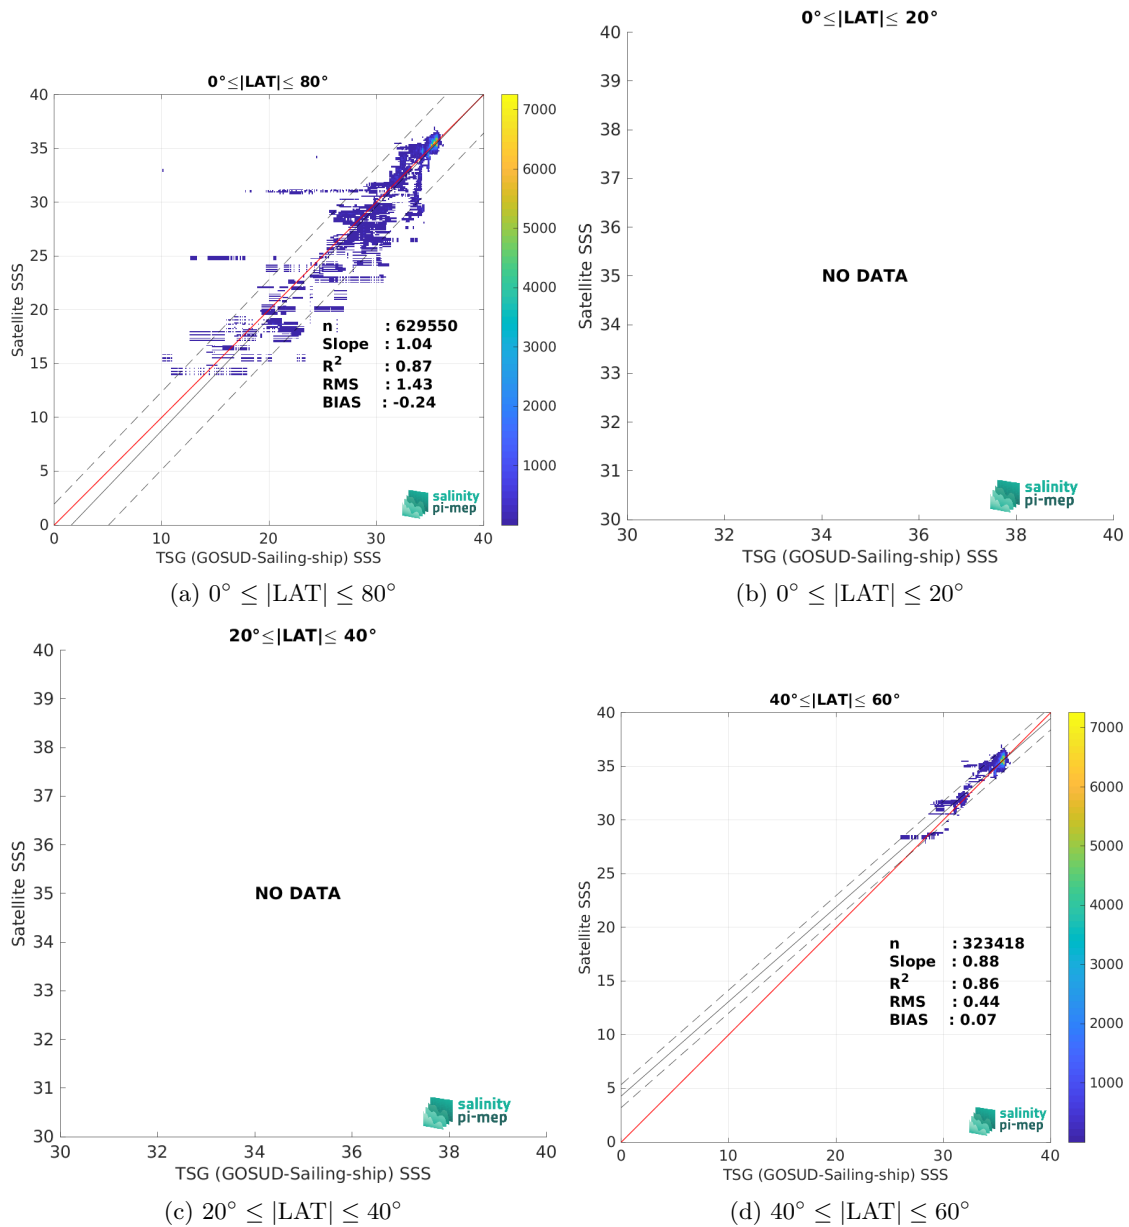 0°≤|LAT|≤ 80°
40
35
30
25
20
15
10
5
0
0
10
20
30
40
Satellite SSS
TSG (GOSUD-Sailing-ship) SSS
n : 629550
Slope : 1.04
R² : 0.87
RMS : 1.43
BIAS : -0.24
salinity
pi-mep
7000
6000
5000
4000
3000
2000
1000
(a) 0° ≤ |LAT| ≤ 80°
0°≤|LAT|≤ 20°
40
39
38
37
36
35
34
33
32
31
30
30
32
34
36
38
40
Satellite SSS
NO DATA
TSG (GOSUD-Sailing-ship) SSS
salinity
pi-mep
(b) 0° ≤ |LAT| ≤ 20°
20°≤|LAT|≤ 40°
40
39
38
37
36
35
34
33
32
31
30
30
32
34
36
38
40
Satellite SSS
NO DATA
TSG (GOSUD-Sailing-ship) SSS
salinity
pi-mep
(c) 20° ≤ |LAT| ≤ 40°
40°≤|LAT|≤ 60°
40
35
30
25
20
15
10
5
0
0
10
20
30
40
Satellite SSS
TSG (GOSUD-Sailing-ship) SSS
n : 323418
Slope : 0.88
R² : 0.86
RMS : 0.44
BIAS : 0.07
salinity
pi-mep
7000
6000
5000
4000
3000
2000
1000
(d) 40° ≤ |LAT| ≤ 60°